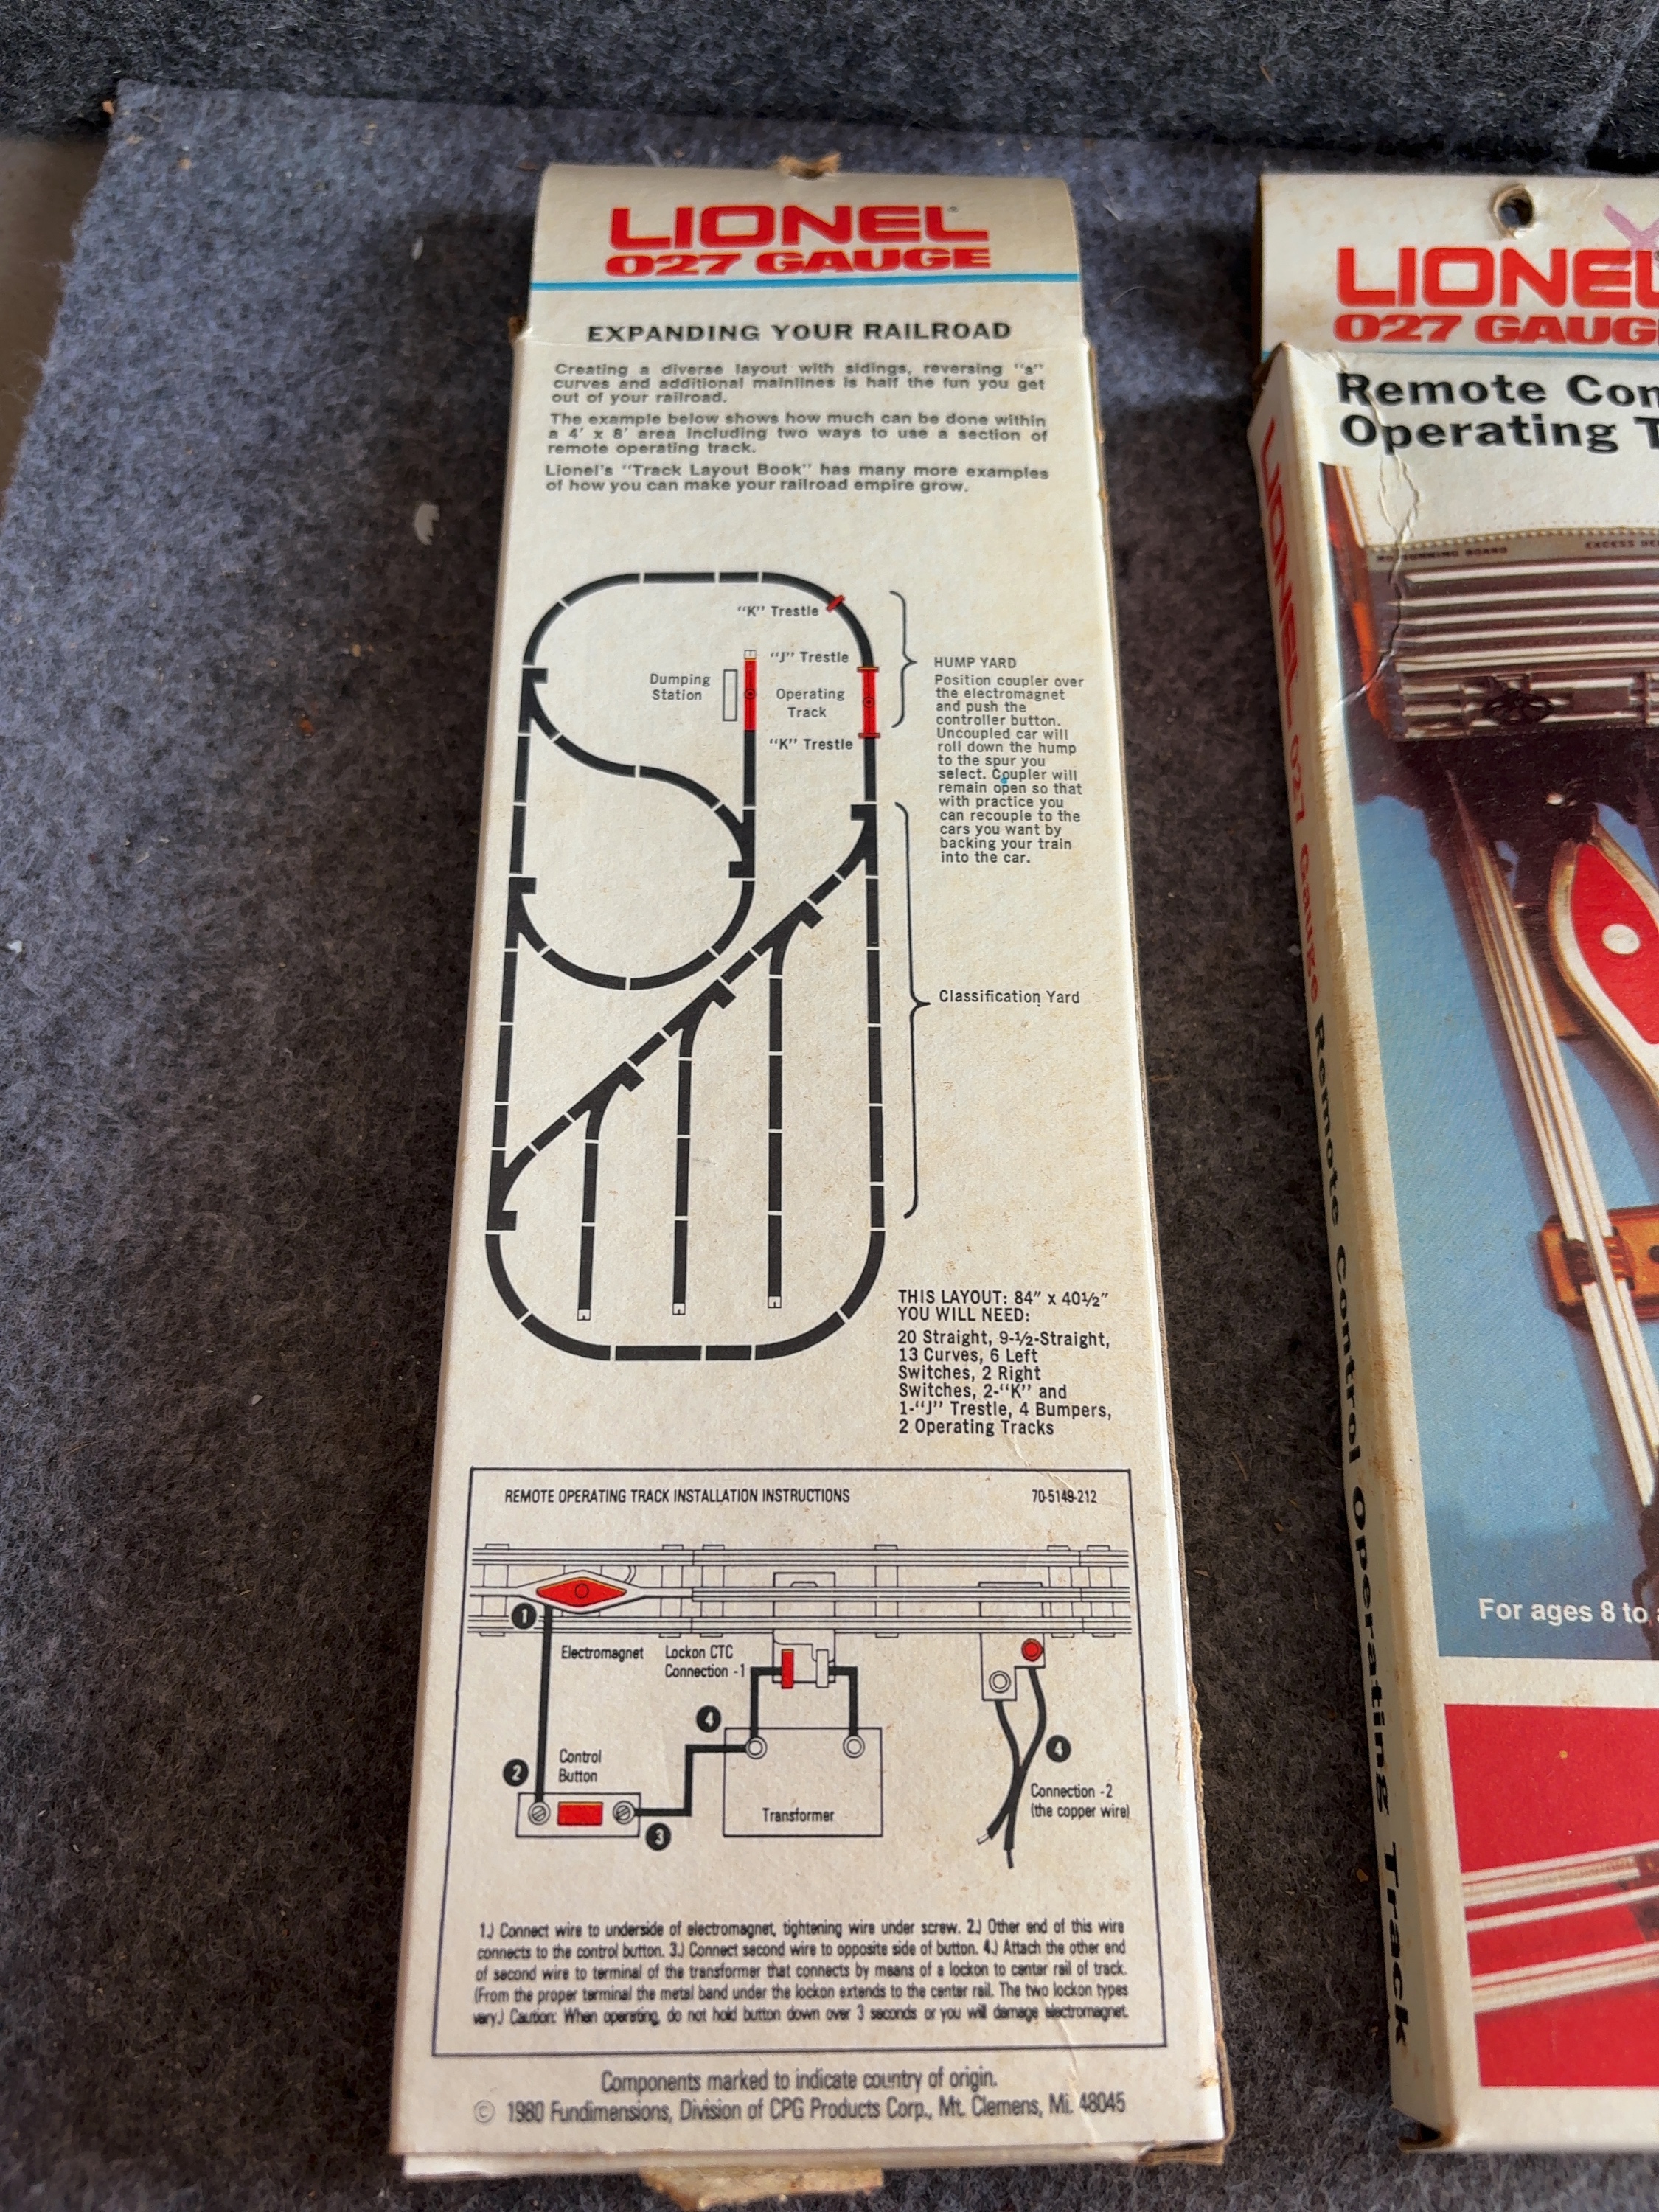 LIONEL
027 GAUGE
EXPANDING YOUR RAILROAD
Creating a diverse layout with sidings, reversing "s"
curves and additional mainlines is half the fun you get
out of your railroad.
The example below shows how much can be done within
a 4' x 8' area including two ways to use a section of
remote operating track.
Lionel's "Track Layout Book" has many more examples
of how you can make your railroad empire grow.
"K" Trestle
"J" Trestle
Dumping
Station
Operating
Track
"K" Trestle
HUMP YARD
Position coupler over
the electromagnet
and push the
controller button.
Uncoupled car will
roll down the hump
to the spur you
select. Coupler will
remain open so that
with practice you
can recouple to the
cars you want by
backing your train
into the car.
Classification Yard
THIS LAYOUT: 84" x 40½"
YOU WILL NEED:
20 Straight, 9-½-Straight,
13 Curves, 6 Left
Switches, 2 Right
Switches, 2-"K" and
1-"J" Trestle, 4 Bumpers,
2 Operating Tracks
REMOTE OPERATING TRACK INSTALLATION INSTRUCTIONS 70-5149-212
1
Electromagnet
Lockon CTC
Connection -1
4
2
Control
Button
3
Transformer
4
Connection -2
(the copper wire)
1.) Connect wire to underside of electromagnet, tightening wire under screw. 2.) Other end of this wire
connects to the control button. 3.) Connect second wire to opposite side of button. 4.) Attach the other end
of second wire to terminal of the transformer that connects by means of a lockon to center rail of track.
(From the proper terminal the metal band under the lockon extends to the center rail. The two lockon types
vary.) Caution: When operating, do not hold button down over 3 seconds or you will damage electromagnet.
Components marked to indicate country of origin.
© 1980 Fundimensions, Division of CPG Products Corp., Mt. Clemens, Mi. 48045
LIONEL
027 GAUG
Remote Con
Operating T
LIONEL 027 Gauge Remote Control Operating Track
RUNNING BOARD
EXCESS
For ages 8 to